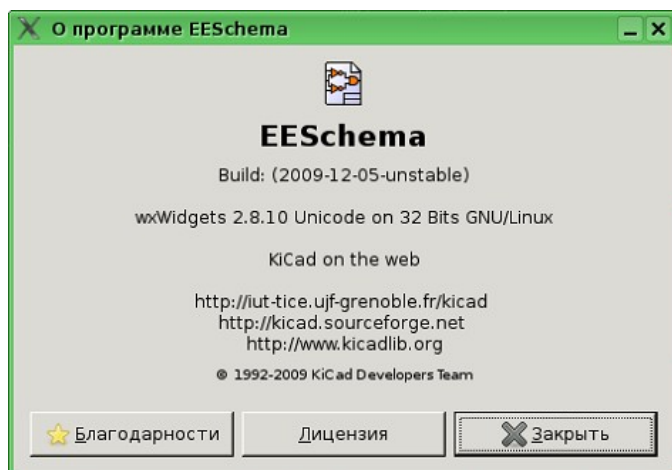 О программе EESchema
EESchema
Build: (2009-12-05-unstable)
wxWidgets 2.8.10 Unicode on 32 Bits GNU/Linux
KiCad on the web
http://iut-tice.ujf-grenoble.fr/kicad
http://kicad.sourceforge.net
http://www.kicadlib.org
© 1992-2009 KiCad Developers Team
Благодарности Лицензия Закрыть